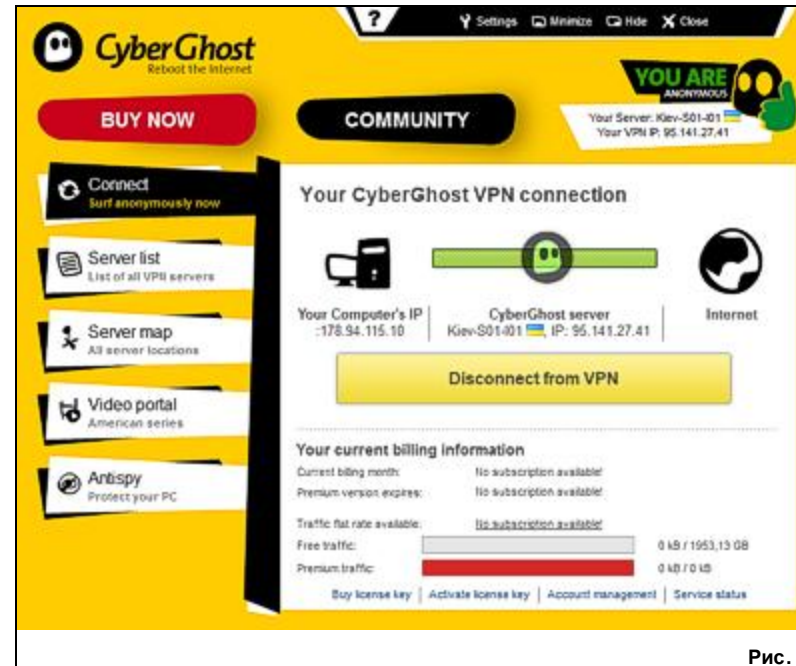 ? Settings Minimize Hide Close
CyberGhost
Reboot the Internet
YOU ARE
ANONYMOUS
BUY NOW
COMMUNITY
Your Server: Kiev-S01-I01
Your VPN IP: 95.141.27.41
Connect
Surf anonymously now
Server list
List of all VPN servers
Server map
All server locations
Video portal
American series
Antispy
Protect your PC
Your CyberGhost VPN connection
Your Computer's IP
:178.94.115.10
CyberGhost server
Kiev-S01-I01 , IP: 95.141.27.41
Internet
Disconnect from VPN
Your current billing information
Current billing month: No subscription available!
Premium version expires: No subscription available!
Traffic flat rate available: No subscription available!
Free traffic: 0 kB / 1953,13 GB
Premium traffic: 0 kB / 0 kB
Buy license key | Activate license key | Account management | Service status
Рис.